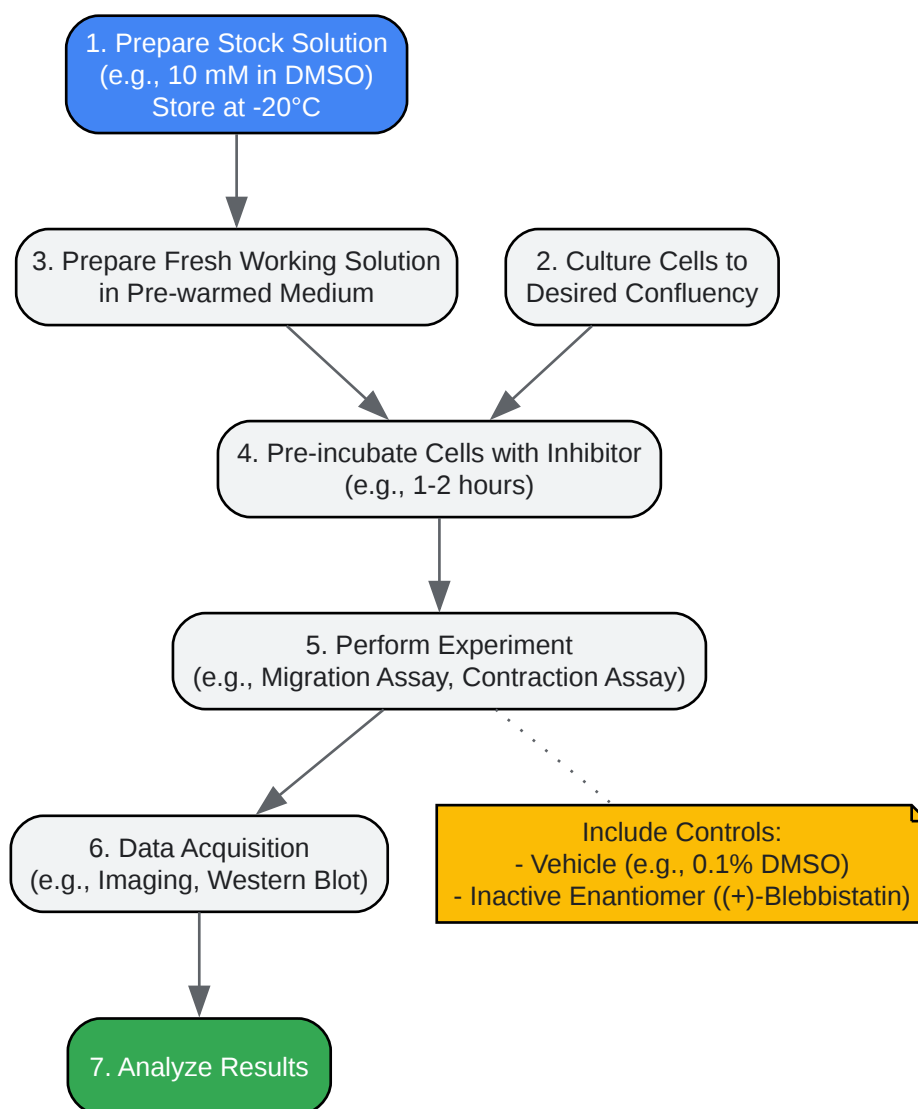 1. Prepare Stock Solution
(e.g., 10 mM in DMSO)
Store at -20°C
3. Prepare Fresh Working Solution
in Pre-warmed Medium
2. Culture Cells to
Desired Confluency
4. Pre-incubate Cells with Inhibitor
(e.g., 1-2 hours)
5. Perform Experiment
(e.g., Migration Assay, Contraction Assay)
6. Data Acquisition
(e.g., Imaging, Western Blot)
Include Controls:
- Vehicle (e.g., 0.1% DMSO)
- Inactive Enantiomer ((+)-Blebbistatin)
7. Analyze Results